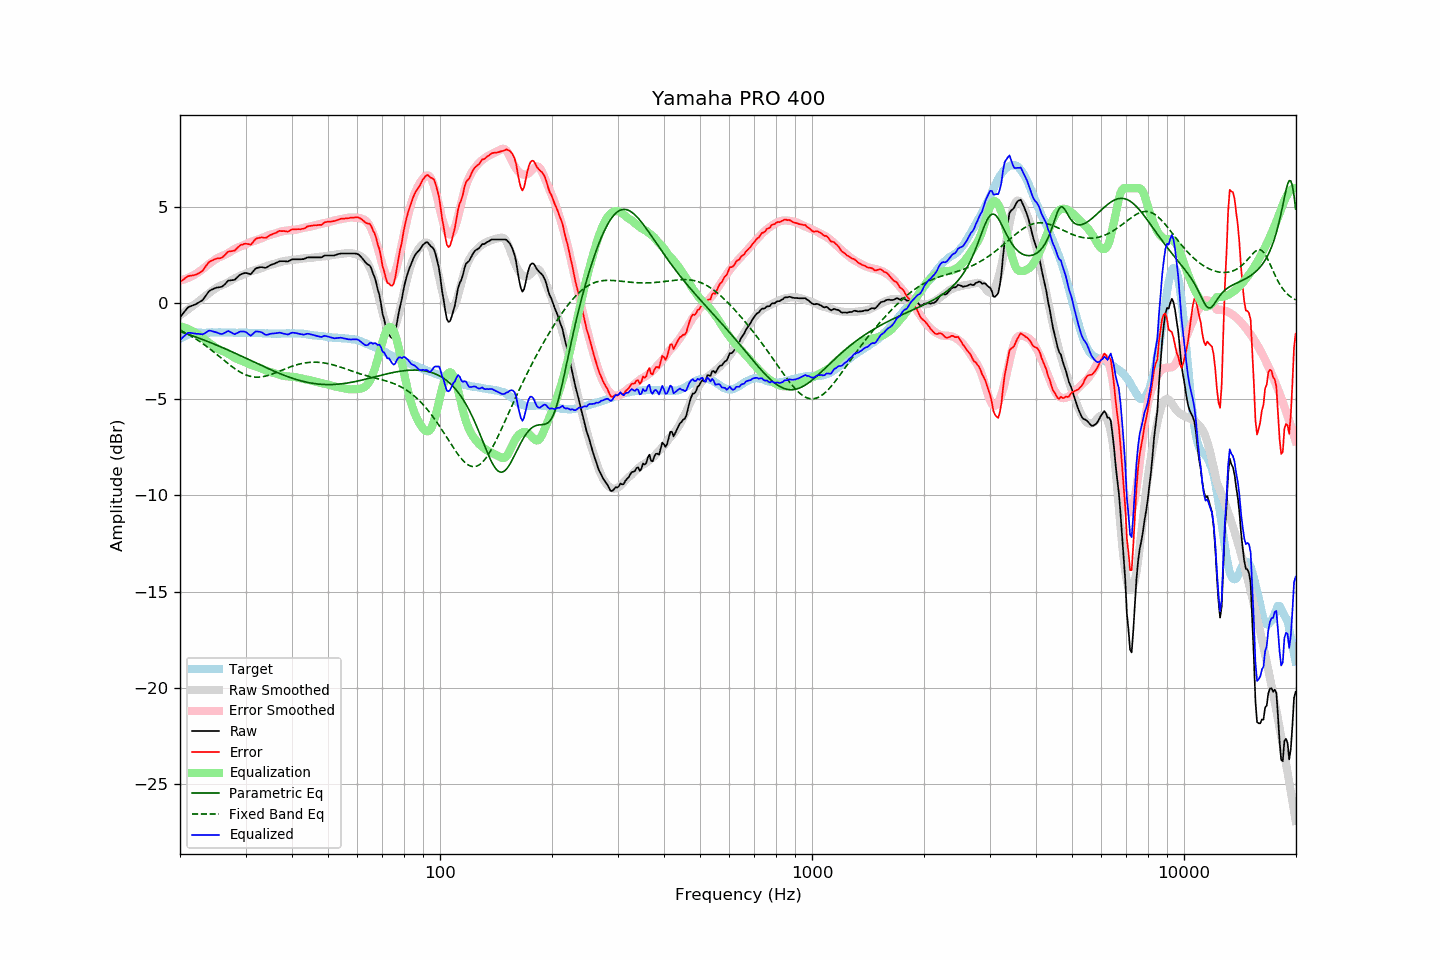 Yamaha PRO 400
5
0
−5
−10
−15
−20
−25
Amplitude (dBr)
Target
Raw Smoothed
Error Smoothed
Raw
Error
Equalization
Parametric Eq
Fixed Band Eq
Equalized
100 1000 10000
Frequency (Hz)